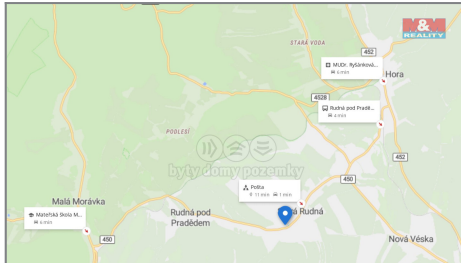 M&M
REALITY
STARÁ VODA
452
MUDr. Ryšánková...
6 min
Hora
4528
Rudná pod Pradě...
4 min
PODLESÍ
452
byty domy pozemky
450
Pošta
11 min 1 min
Malá Morávka
Mateřská škola M...
6 min
Rudná pod
Pradědem
á Rudná
450
Nová Véska